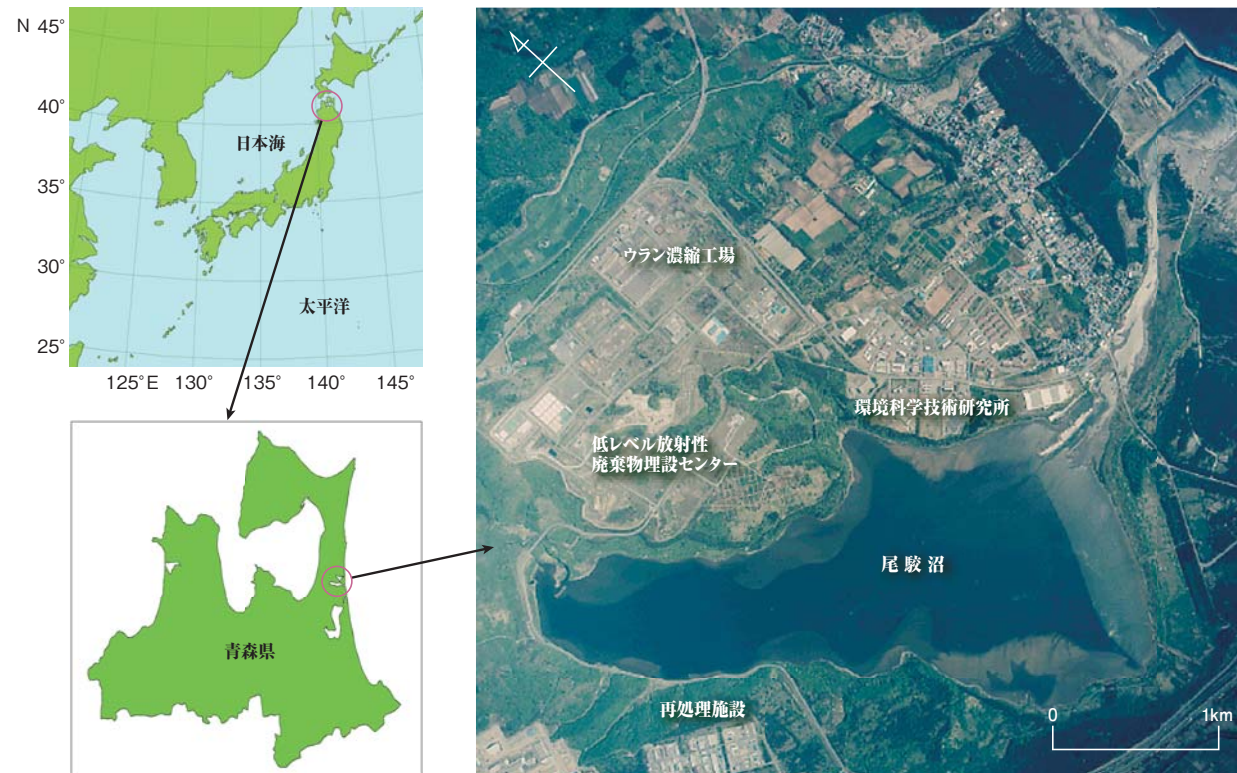 N 45°
40°
35°
30°
25°
125°E 130° 135° 140° 145°
日本海
太平洋
青森県
ウラン濃縮工場
環境科学技術研究所
低レベル放射性
廃棄物埋設センター
尾駮沼
再処理施設
0 1km